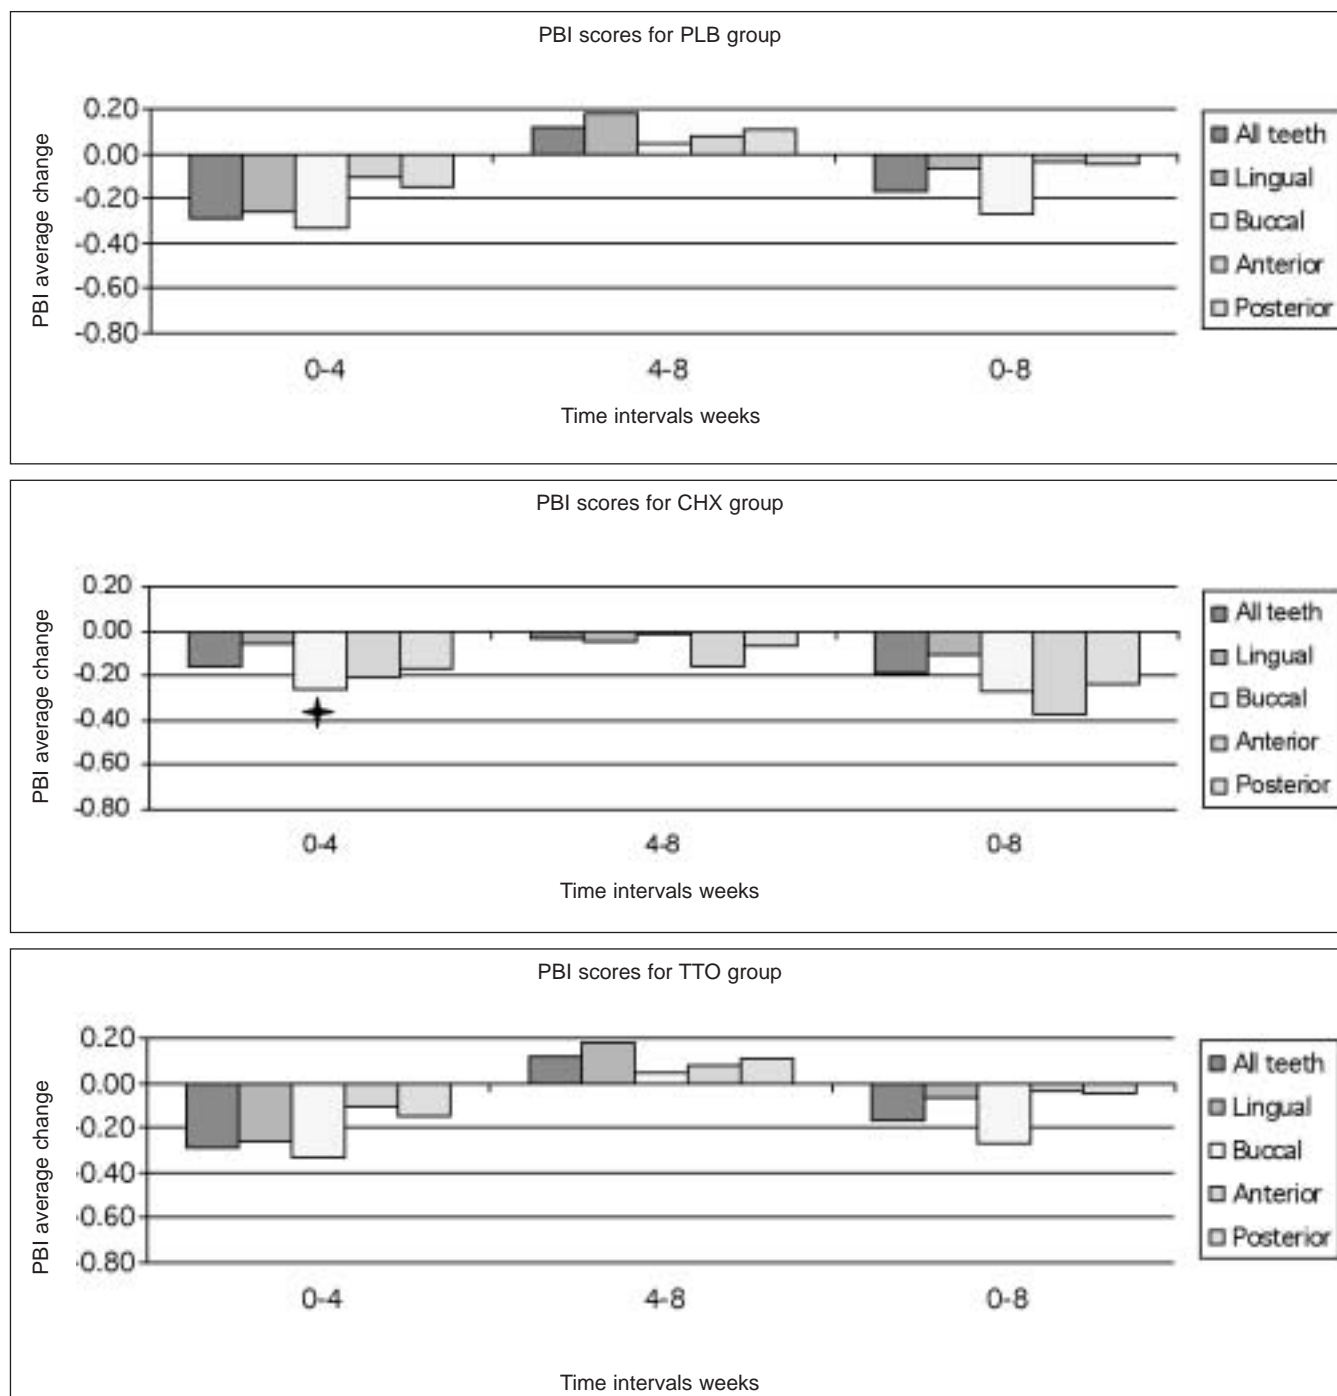 PBI scores for PLB group
PBI average change
0.20
0.00
-0.20
-0.40
-0.60
-0.80
0-4 4-8 0-8
Time intervals weeks
All teeth
Lingual
Buccal
Anterior
Posterior
PBI scores for CHX group
PBI average change
0.20
0.00
-0.20
-0.40
-0.60
-0.80
0-4 4-8 0-8
Time intervals weeks
All teeth
Lingual
Buccal
Anterior
Posterior
PBI scores for TTO group
PBI average change
0.20
0.00
-0.20
-0.40
-0.60
-0.80
0-4 4-8 0-8
Time intervals weeks
All teeth
Lingual
Buccal
Anterior
Posterior